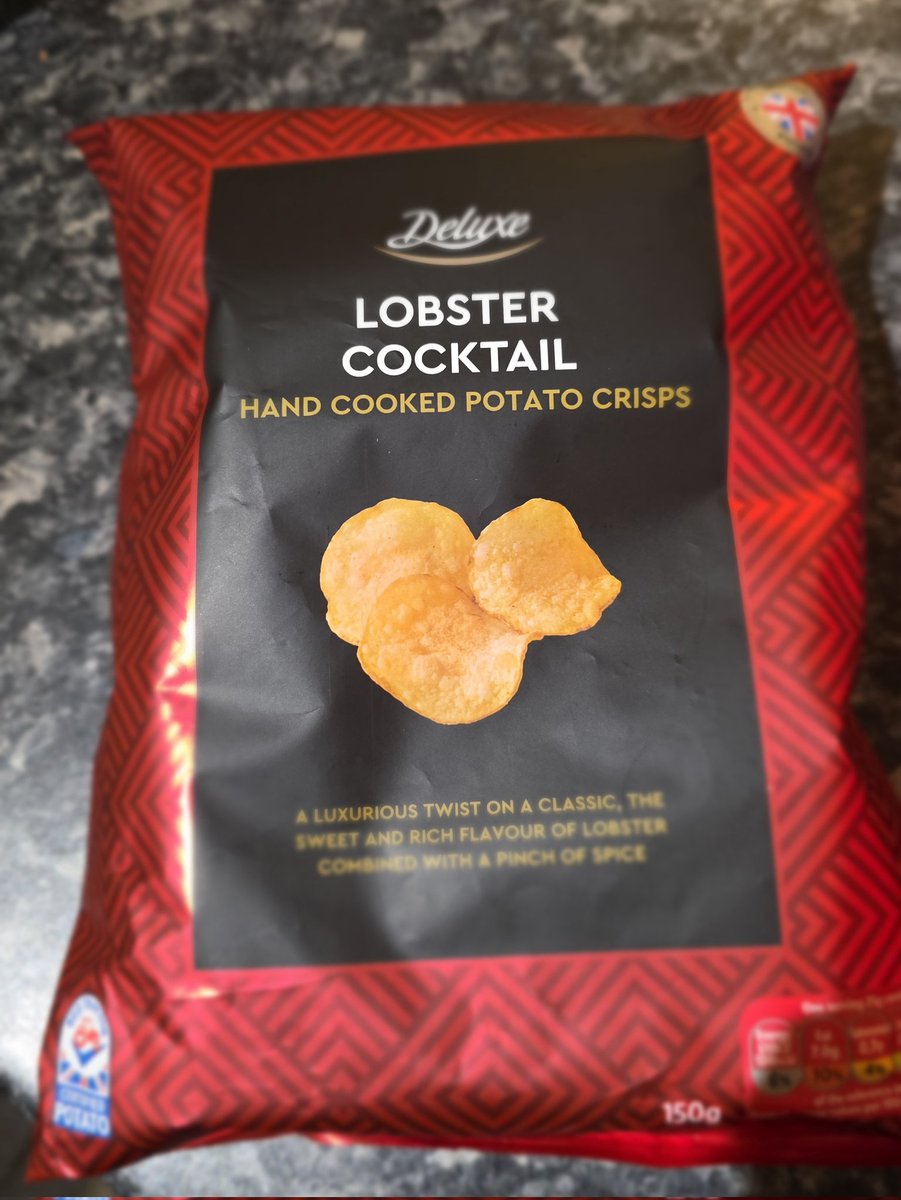 Deluxe
LOBSTER
COCKTAIL
HAND COOKED POTATO CRISPS
A LUXURIOUS TWIST ON A CLASSIC, THE
SWEET AND RICH FLAVOUR OF LOBSTER
COMBINED WITH A PINCH OF SPICE
CERTIFIED
POTATO
150g